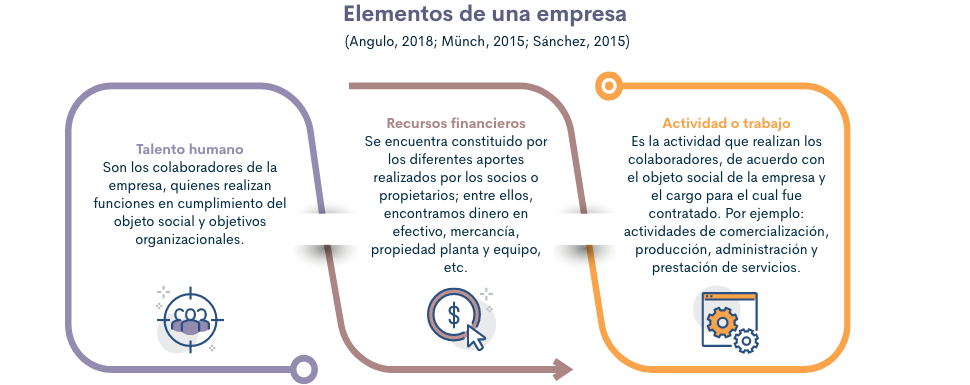 Elementos de una empresa
(Angulo, 2018; Münch, 2015; Sánchez, 2015)
Talento humano
Son los colaboradores de la
empresa, quienes realizan
funciones en cumplimiento del
objeto social y objetivos
organizacionales.
Recursos financieros
Se encuentra constituido por
los diferentes aportes
realizados por los socios o
propietarios; entre ellos,
encontramos dinero en
efectivo, mercancía,
propiedad planta y equipo,
etc.
$
Actividad o trabajo
Es la actividad que realizan los
colaboradores, de acuerdo con
el objeto social de la empresa y
el cargo para el cual fue
contratado. Por ejemplo:
actividades de comercialización,
producción, administración y
prestación de servicios.